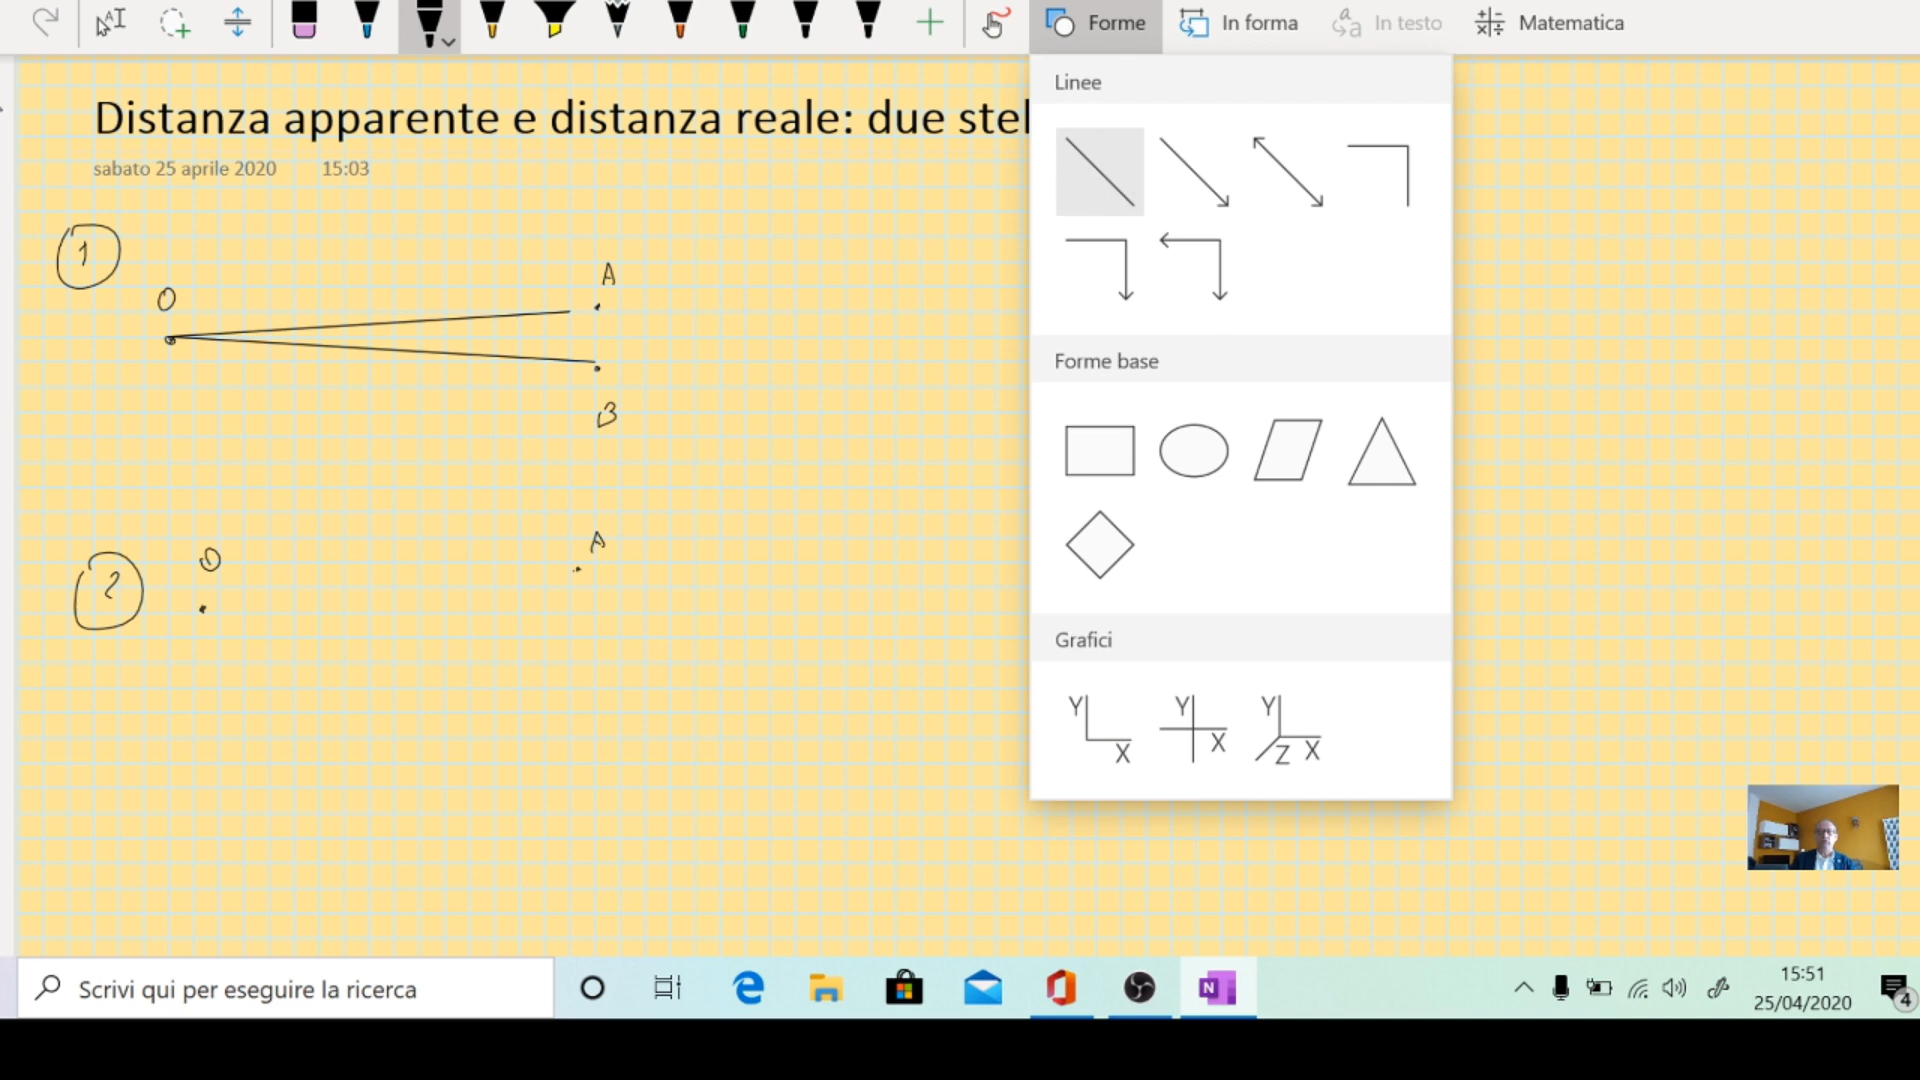 Forme
In forma
In testo
Matematica
Linee
Distanza apparente e distanza reale: due stel
sabato 25 aprile 2020 15:03
1
O
A
B
Forme base
2
O
A
Grafici
Y
X
Y
X
Y
Z X
Scrivi qui per eseguire la ricerca
N
15:51
25/04/2020
4